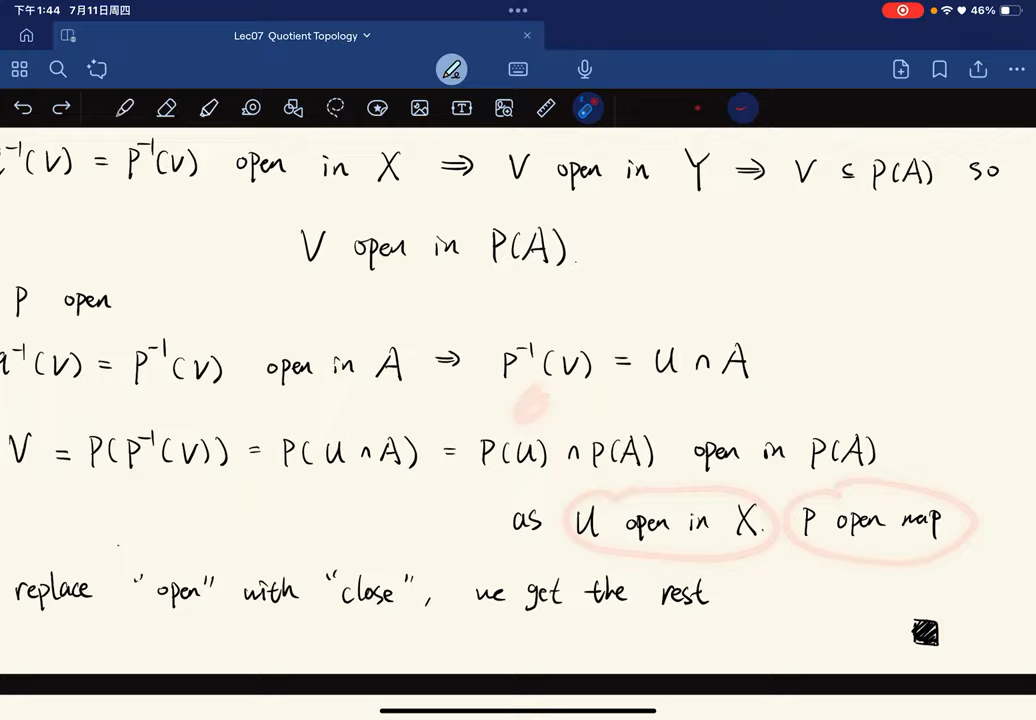 下午1:44 7月11日周四
46%
Lec07 Quotient Topology
⁻¹(V) = P⁻¹(V) open in X ⇒ V open in Y ⇒ V ⊆ P(A) so
V open in P(A).
P open
q⁻¹(V) = P⁻¹(V) open in A ⇒ P⁻¹(V) = U ∩ A
V = P(P⁻¹(V)) = P(U ∩ A) = P(U) ∩ P(A) open in P(A)
as U open in X. P open map
replace "open" with "close", we get the rest